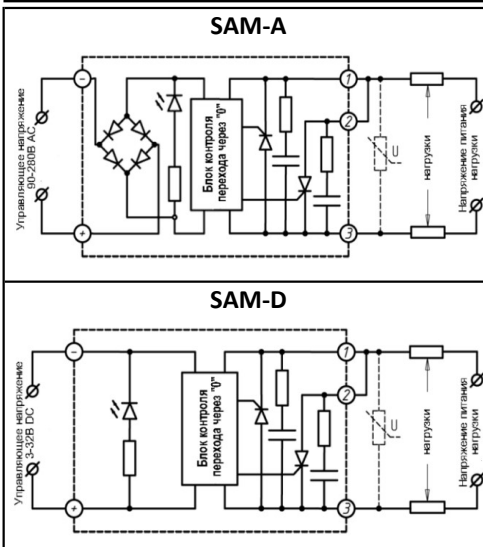 SAM-A
Управляющее напряжение
90-280В AC
−
+
Блок контроля
перехода через "0"
1
2
3
U
нагрузки
Напряжение питания
нагрузки
SAM-D
Управляющее напряжение
3-32В DC
−
+
Блок контроля
перехода через "0"
1
2
3
U
нагрузки
Напряжение питания
нагрузки